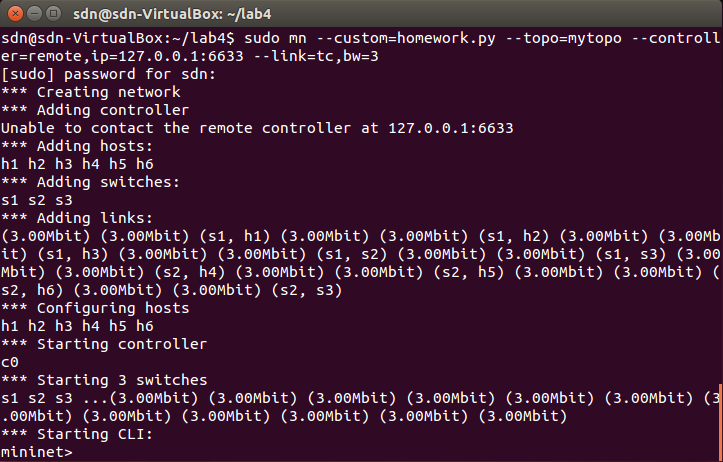 sdn@sdn-VirtualBox: ~/lab4
sdn@sdn-VirtualBox:~/lab4$ sudo mn --custom=homework.py --topo=mytopo --controll
er=remote,ip=127.0.0.1:6633 --link=tc,bw=3
[sudo] password for sdn:
*** Creating network
*** Adding controller
Unable to contact the remote controller at 127.0.0.1:6633
*** Adding hosts:
h1 h2 h3 h4 h5 h6
*** Adding switches:
s1 s2 s3
*** Adding links:
(3.00Mbit) (3.00Mbit) (s1, h1) (3.00Mbit) (3.00Mbit) (s1, h2) (3.00Mbit) (3.00Mb
it) (s1, h3) (3.00Mbit) (3.00Mbit) (s1, s2) (3.00Mbit) (3.00Mbit) (s1, s3) (3.00
Mbit) (3.00Mbit) (s2, h4) (3.00Mbit) (3.00Mbit) (s2, h5) (3.00Mbit) (3.00Mbit) (
s2, h6) (3.00Mbit) (3.00Mbit) (s2, s3)
*** Configuring hosts
h1 h2 h3 h4 h5 h6
*** Starting controller
c0
*** Starting 3 switches
s1 s2 s3 ...(3.00Mbit) (3.00Mbit) (3.00Mbit) (3.00Mbit) (3.00Mbit) (3.00Mbit) (3
.00Mbit) (3.00Mbit) (3.00Mbit) (3.00Mbit) (3.00Mbit) (3.00Mbit)
*** Starting CLI:
mininet>